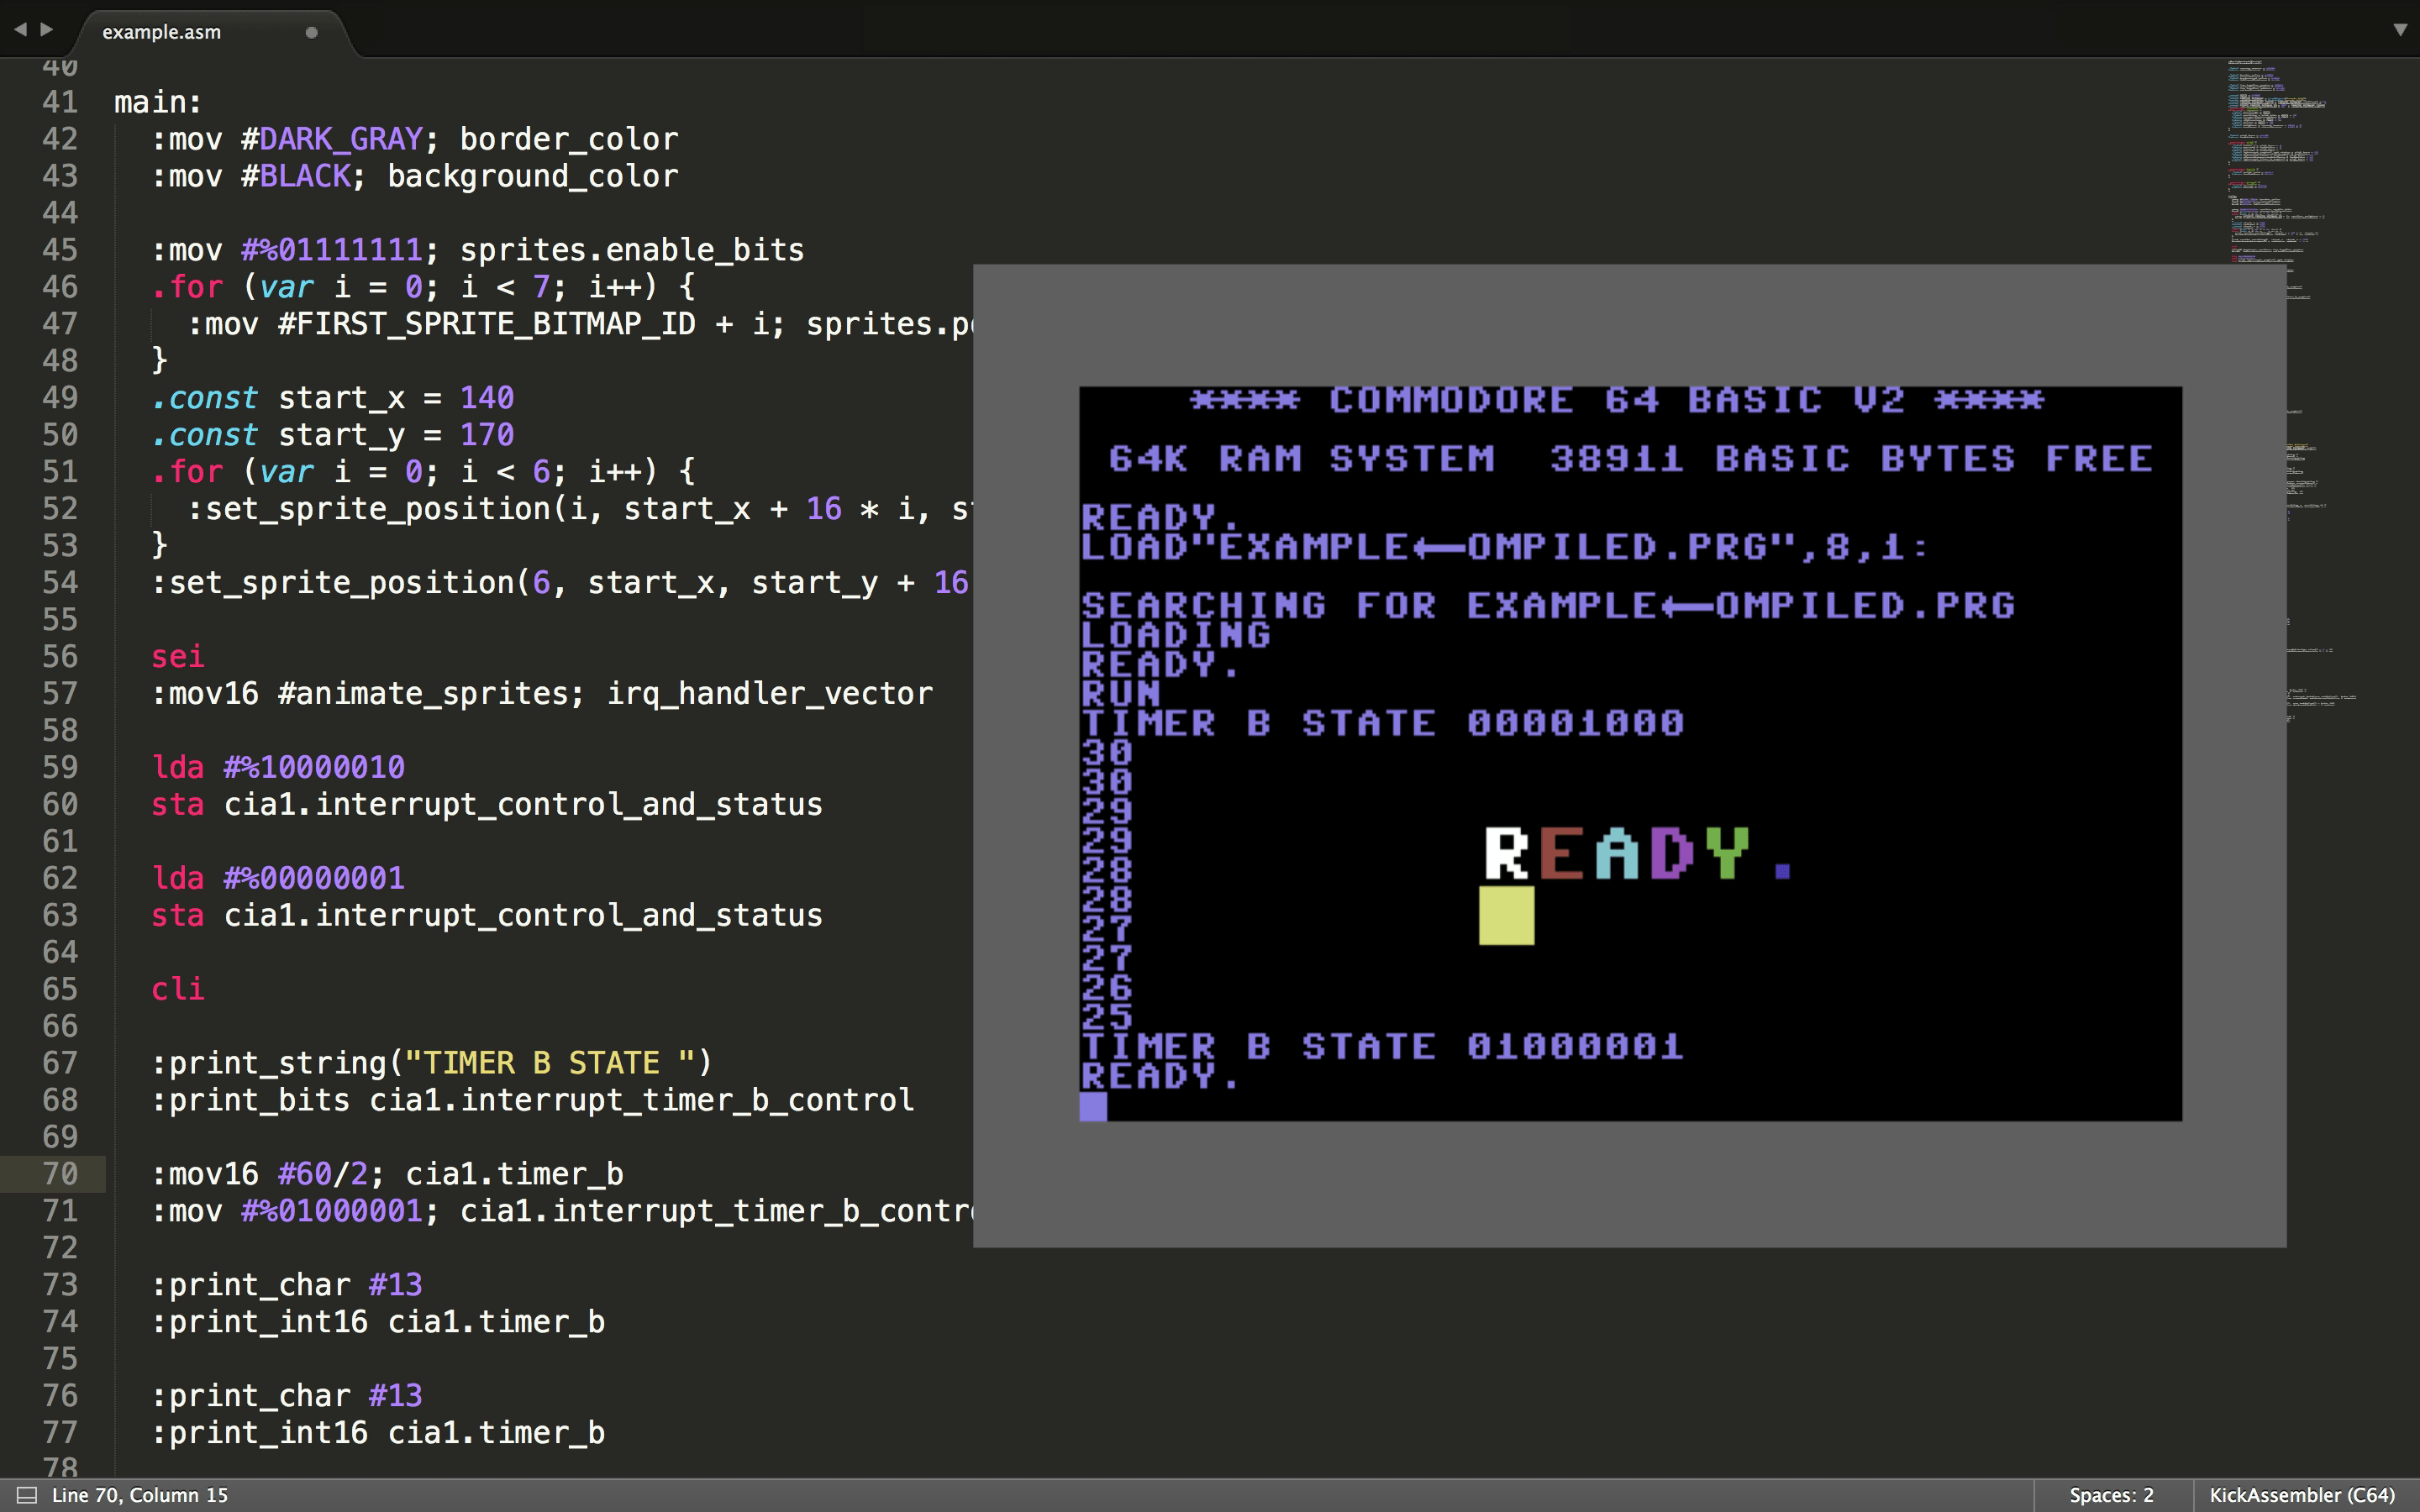 example.asm
40
41 main:
42 :mov #DARK_GRAY; border_color
43 :mov #BLACK; background_color
44
45 :mov #%01111111; sprites.enable_bits
46 .for (var i = 0; i < 7; i++) {
47 :mov #FIRST_SPRITE_BITMAP_ID + i; sprites.po
48 }
49 .const start_x = 140
50 .const start_y = 170
51 .for (var i = 0; i < 6; i++) {
52 :set_sprite_position(i, start_x + 16 * i, st
53 }
54 :set_sprite_position(6, start_x, start_y + 16
55
56 sei
57 :mov16 #animate_sprites; irq_handler_vector
58
59 lda #%10000010
60 sta cia1.interrupt_control_and_status
61
62 lda #%00000001
63 sta cia1.interrupt_control_and_status
64
65 cli
66
67 :print_string("TIMER B STATE ")
68 :print_bits cia1.interrupt_timer_b_control
69
70 :mov16 #60/2; cia1.timer_b
71 :mov #%01000001; cia1.interrupt_timer_b_contro
72
73 :print_char #13
74 :print_int16 cia1.timer_b
75
76 :print_char #13
77 :print_int16 cia1.timer_b
78
**** COMMODORE 64 BASIC V2 ****
64K RAM SYSTEM 38911 BASIC BYTES FREE
READY.
LOAD"EXAMPLE←OMPILED.PRG",8,1:
SEARCHING FOR EXAMPLE←OMPILED.PRG
LOADING
READY.
RUN
TIMER B STATE 00001000
30
30
29
29
28
28
27
27
26
25
TIMER B STATE 01000001
READY.
READY.
Line 70, Column 15
Spaces: 2
KickAssembler (C64)